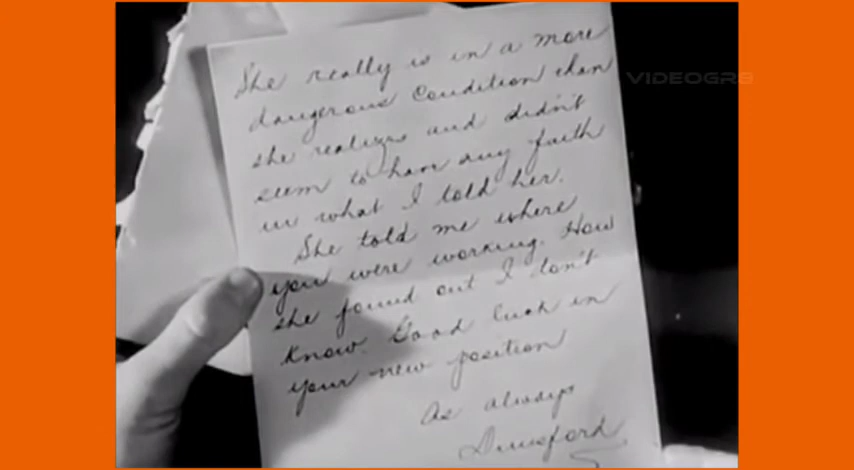 She really is in a more
dangerous condition than
she realizes and didn't
seem to have any faith
in what I told her.
She told me where
you were working. How
she found out I don't
know. Good luck in
your new position
As always
Dunsford
VIDEOGR8